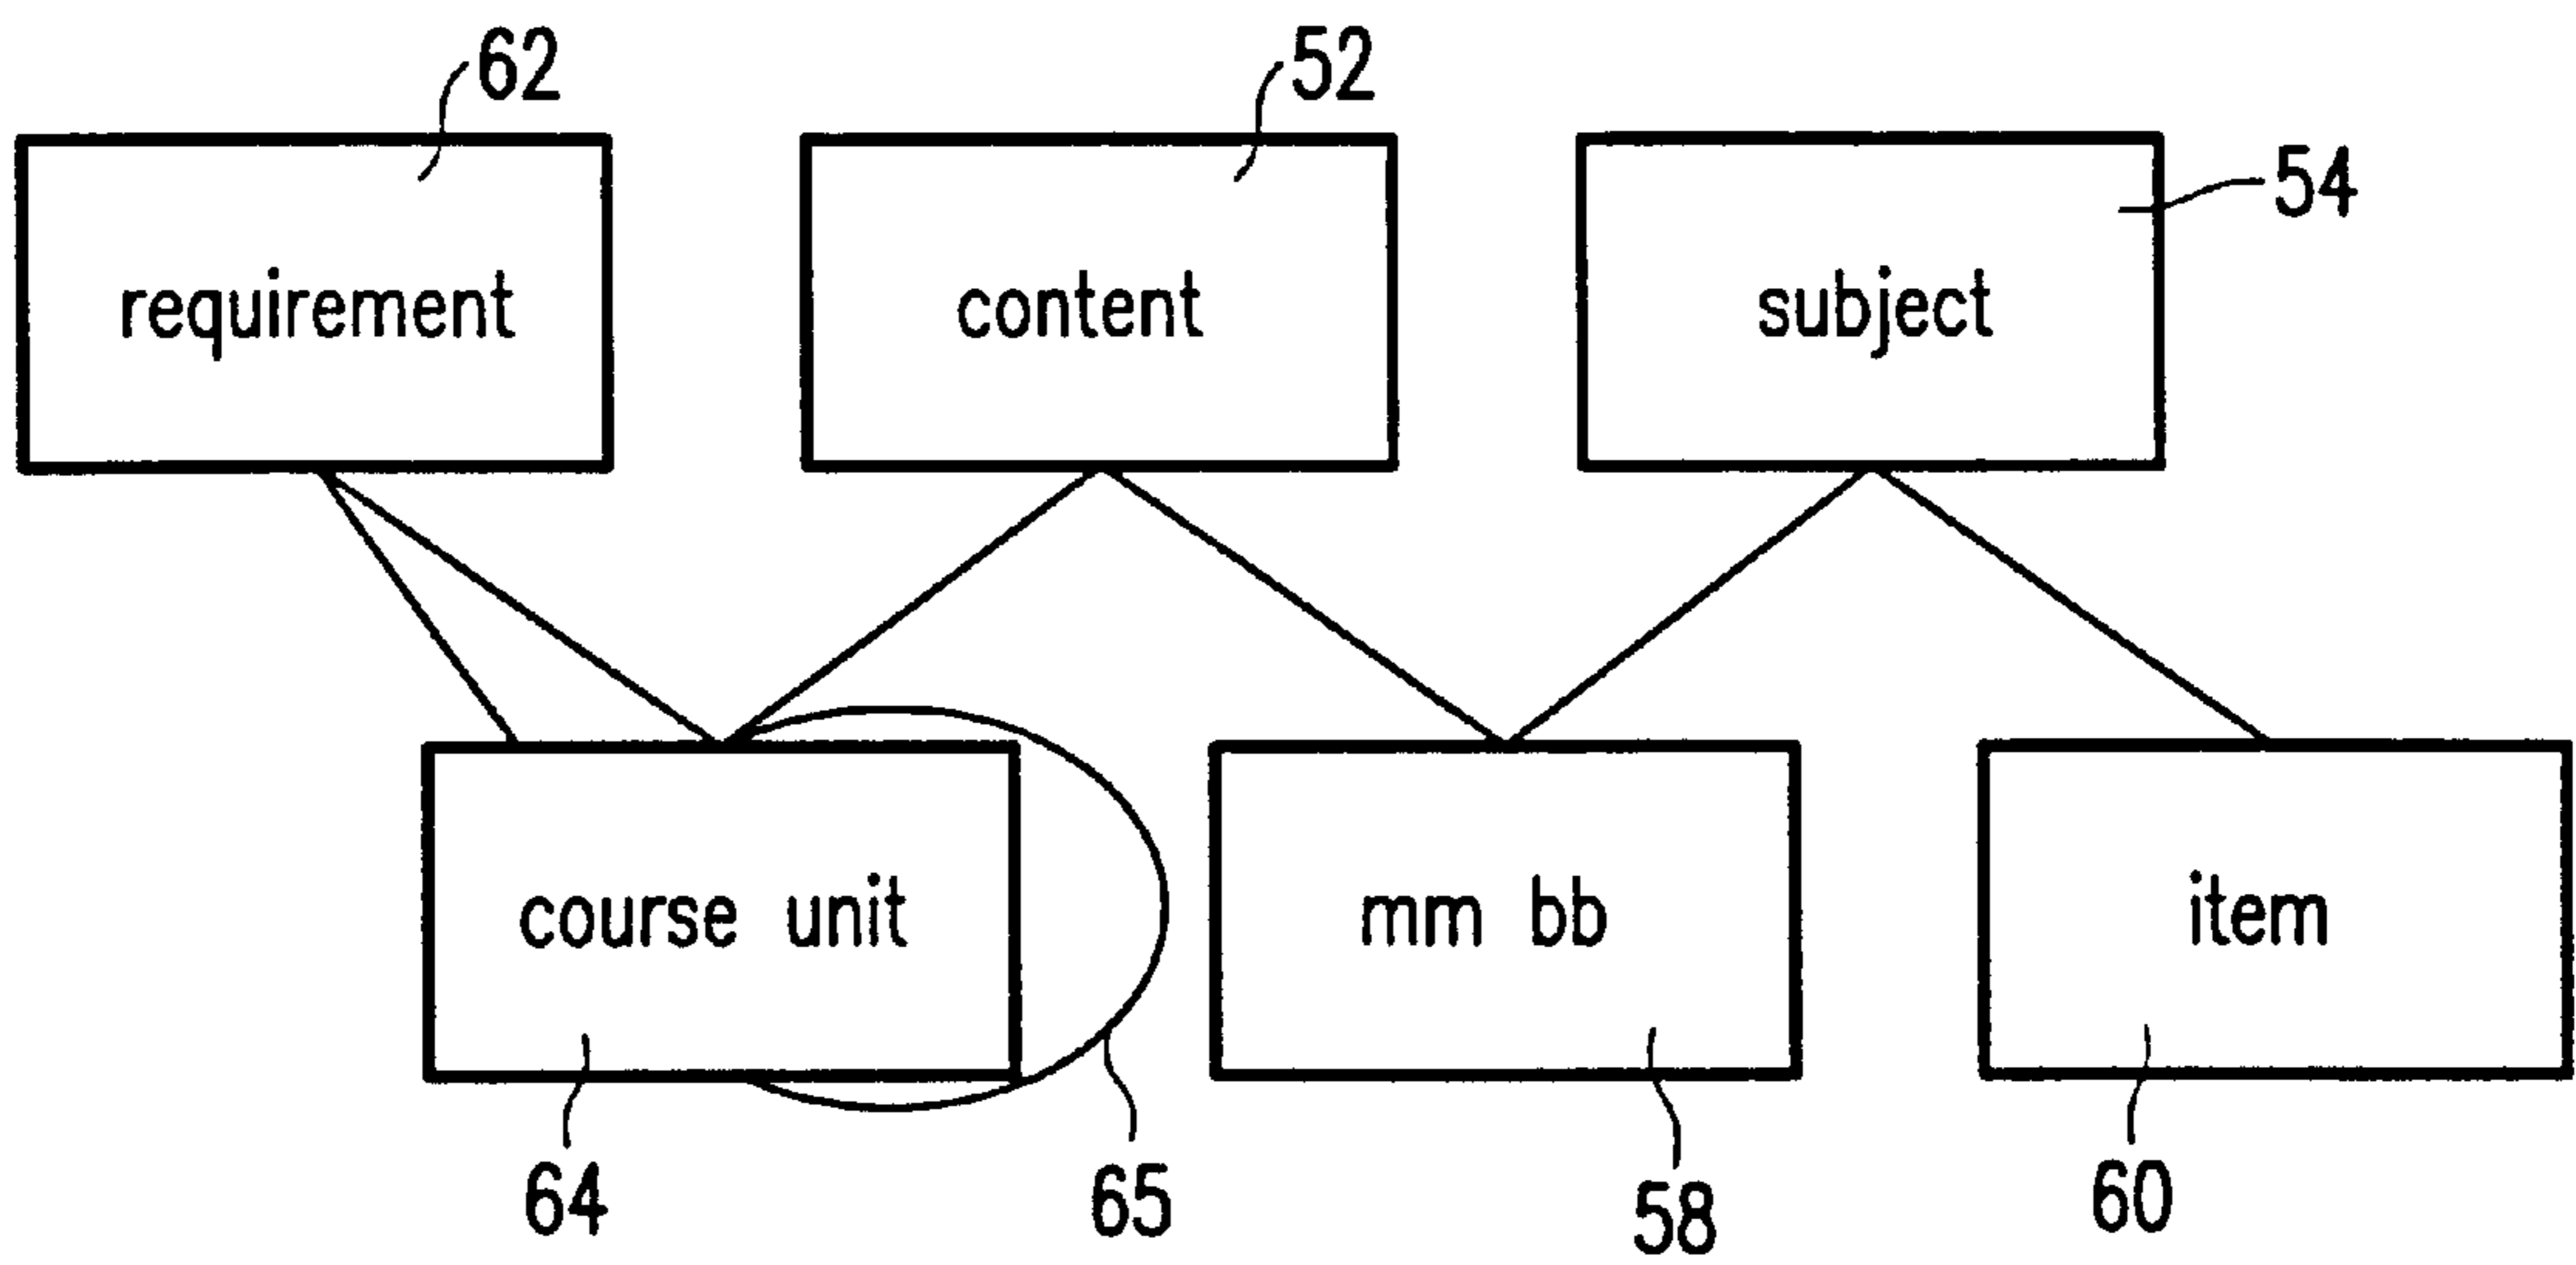 62
52
54
requirement
content
subject
course unit
mm bb
item
64
65
58
60